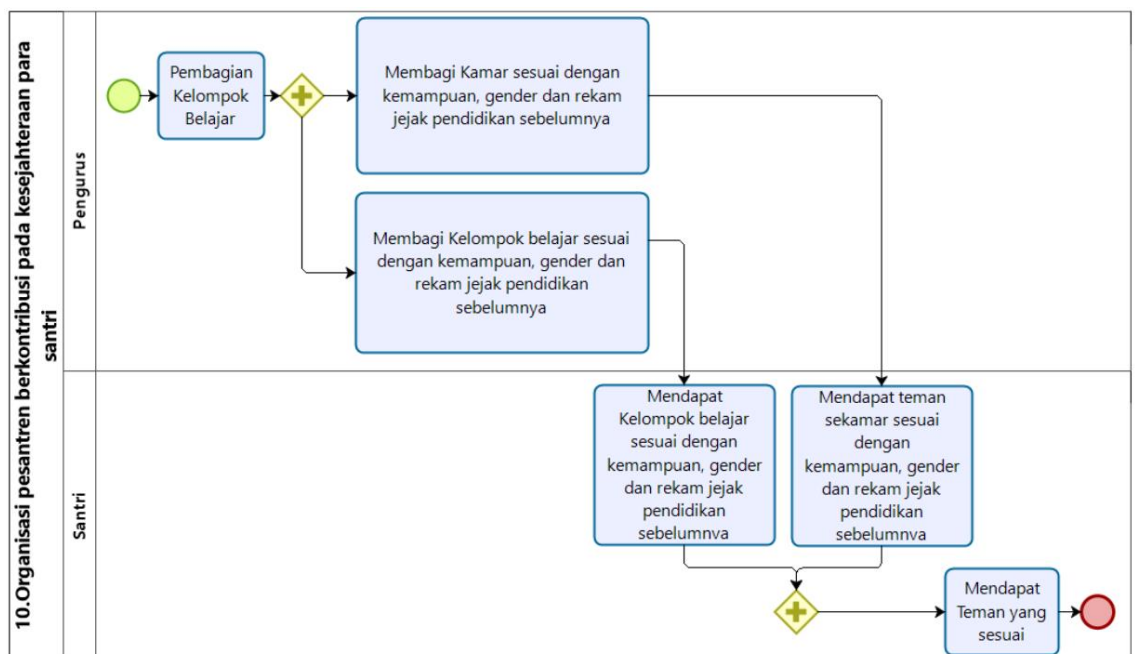 10.Organisasi pesantren berkontribusi pada kesejahteraan para
santri
Pengurus
Pembagian
Kelompok
Belajar
Membagi Kamar sesuai dengan
kemampuan, gender dan rekam
jejak pendidikan sebelumnya
Membagi Kelompok belajar sesuai
dengan kemampuan, gender dan
rekam jejak pendidikan
sebelumnya
Santri
Mendapat
Kelompok belajar
sesuai dengan
kemampuan, gender
dan rekam jejak
pendidikan
sebelumnya
Mendapat teman
sekamar sesuai
dengan
kemampuan, gender
dan rekam jejak
pendidikan
sebelumnya
Mendapat
Teman yang
sesuai